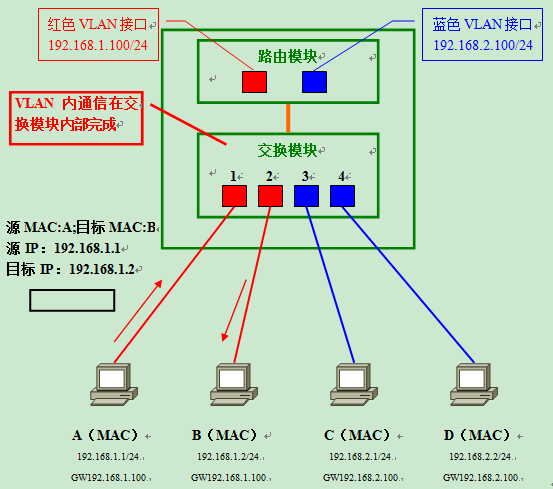 红色 VLAN 接口
192.168.1.100/24
蓝色 VLAN 接口
192.168.2.100/24
路由模块
VLAN 内通信在交
换模块内部完成
交换模块
1 2 3 4
源 MAC:A;目标 MAC:B
源 IP：192.168.1.1
目标 IP：192.168.1.2
A（MAC） B（MAC） C（MAC） D（MAC）
192.168.1.1/24. 192.168.1.2/24. 192.168.2.1/24. 192.168.2.2/24.
GW192.168.1.100. GW192.168.1.100. GW192.168.2.100. GW192.168.2.100.